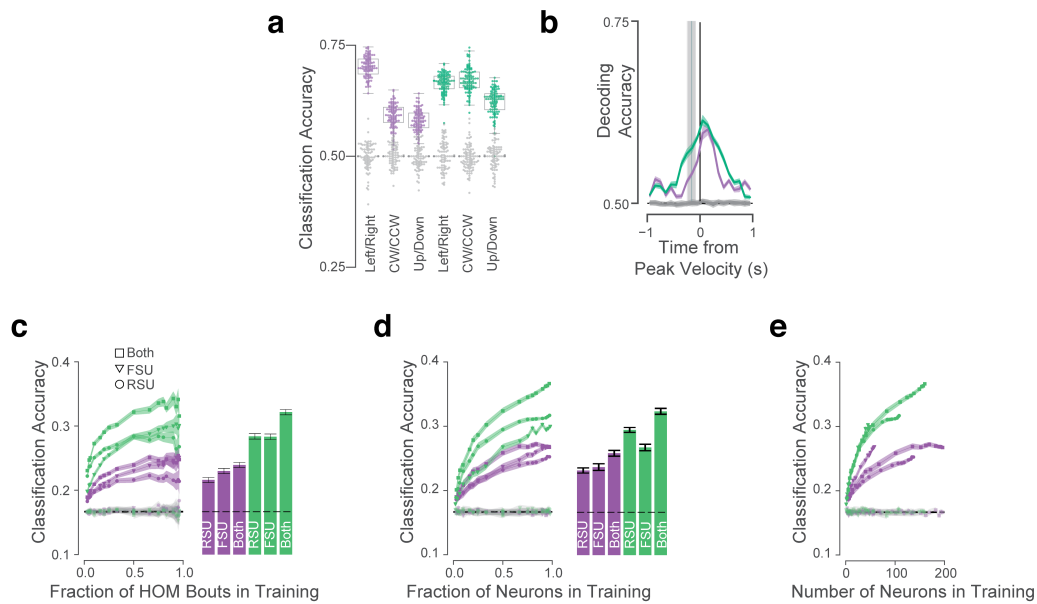 a
Classification Accuracy
0.75
0.50
0.25
Left/Right
CW/CCW
Up/Down
Left/Right
CW/CCW
Up/Down
b
Decoding
Accuracy
0.75
0.50
−1 0 1
Time from
Peak Velocity (s)
c
Classification Accuracy
0.4
0.3
0.2
0.1
Both
FSU
RSU
0.0 0.5 1.0
Fraction of HOM Bouts in Training
RSU
FSU
Both
RSU
FSU
Both
d
Classification Accuracy
0.4
0.3
0.2
0.1
0.0 0.5 1.0
Fraction of Neurons in Training
RSU
FSU
Both
RSU
FSU
Both
e
Classification Accuracy
0.4
0.3
0.2
0.1
0 100 200
Number of Neurons in Training